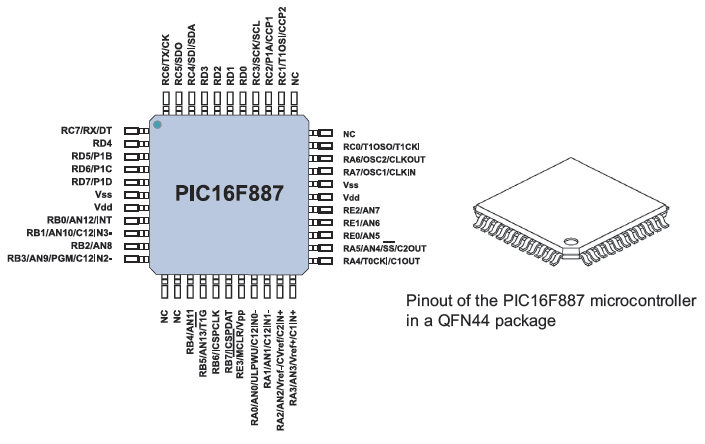 RC6/TX/CK
RC5/SDO
RC4/SDI/SDA
RD3
RD2
RD1
RD0
RC3/SCK/SCL
RC2/P1A/CCP1
RC1/T1OSI/CCP2
NC
RC7/RX/DT
RD4
RD5/P1B
RD6/P1C
RD7/P1D
Vss
Vdd
RB0/AN12/INT
RB1/AN10/C12IN3-
RB2/AN8
RB3/AN9/PGM/C12IN2-
PIC16F887
NC
RC0/T1OSO/T1CKI
RA6/OSC2/CLKOUT
RA7/OSC1/CLKIN
Vss
Vdd
RE2/AN7
RE1/AN6
RE0/AN5
RA5/AN4/SS/C2OUT
RA4/T0CKI/C1OUT
NC
NC
RB4/AN11
RB5/AN13/T1G
RB6/ICSPCLK
RB7/ICSPDAT
RE3/MCLR/Vpp
RA0/AN0/ULPWU/C12IN0-
RA1/AN1/C12IN1-
RA2/AN2/Vref-/CVref/C2IN+
RA3/AN3/Vref+/C1IN+
Pinout of the PIC16F887 microcontroller
in a QFN44 package